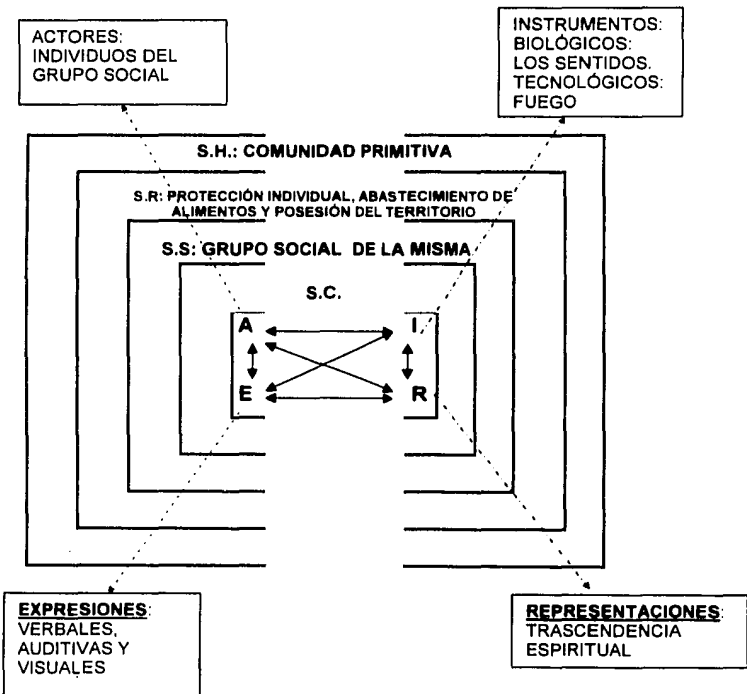 ACTORES:
INDIVIDUOS DEL
GRUPO SOCIAL
INSTRUMENTOS:
BIOLÓGICOS:
LOS SENTIDOS.
TECNOLÓGICOS:
FUEGO
S.H.: COMUNIDAD PRIMITIVA
S.R: PROTECCIÓN INDIVIDUAL, ABASTECIMIENTO DE
ALIMENTOS Y POSESIÓN DEL TERRITORIO
S.S: GRUPO SOCIAL DE LA MISMA
S.C.
A I
E R
EXPRESIONES:
VERBALES,
AUDITIVAS Y
VISUALES
REPRESENTACIONES:
TRASCENDENCIA
ESPIRITUAL